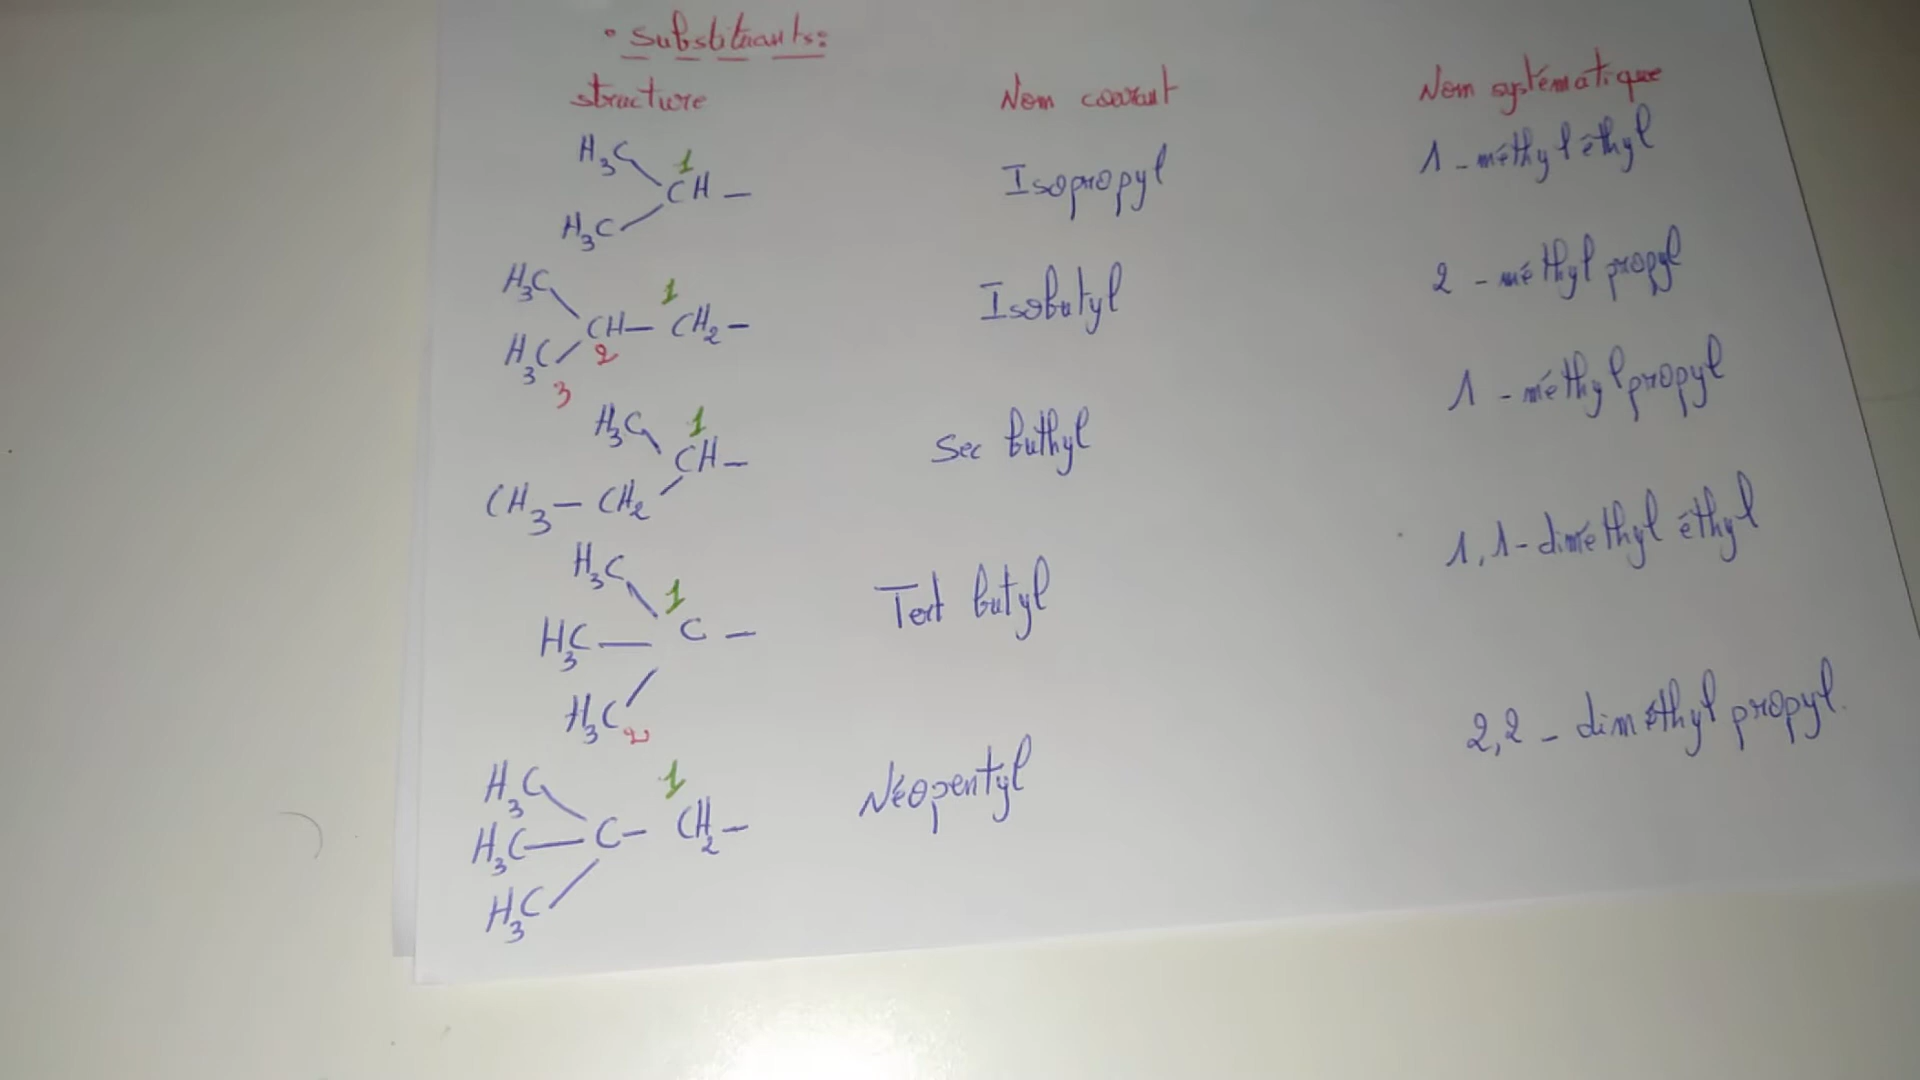 • Substituants:
structure Nom courant Nom systématique
H3C 1
CH - Isopropyl 1 - méthyl éthyl
H3C
H3C 1
CH - CH2 - Isobutyl 2 - méthyl propyl
H3C 2
3
H3C 1
CH - Sec buthyl 1 - méthyl propyl
CH3 - CH2
H3C 1
H3C - C - Tert butyl 1,1 - diméthyl éthyl
H3C 2
H3C 1
H3C - C - CH2 - Néopentyl 2,2 - diméthyl propyl.
H3C